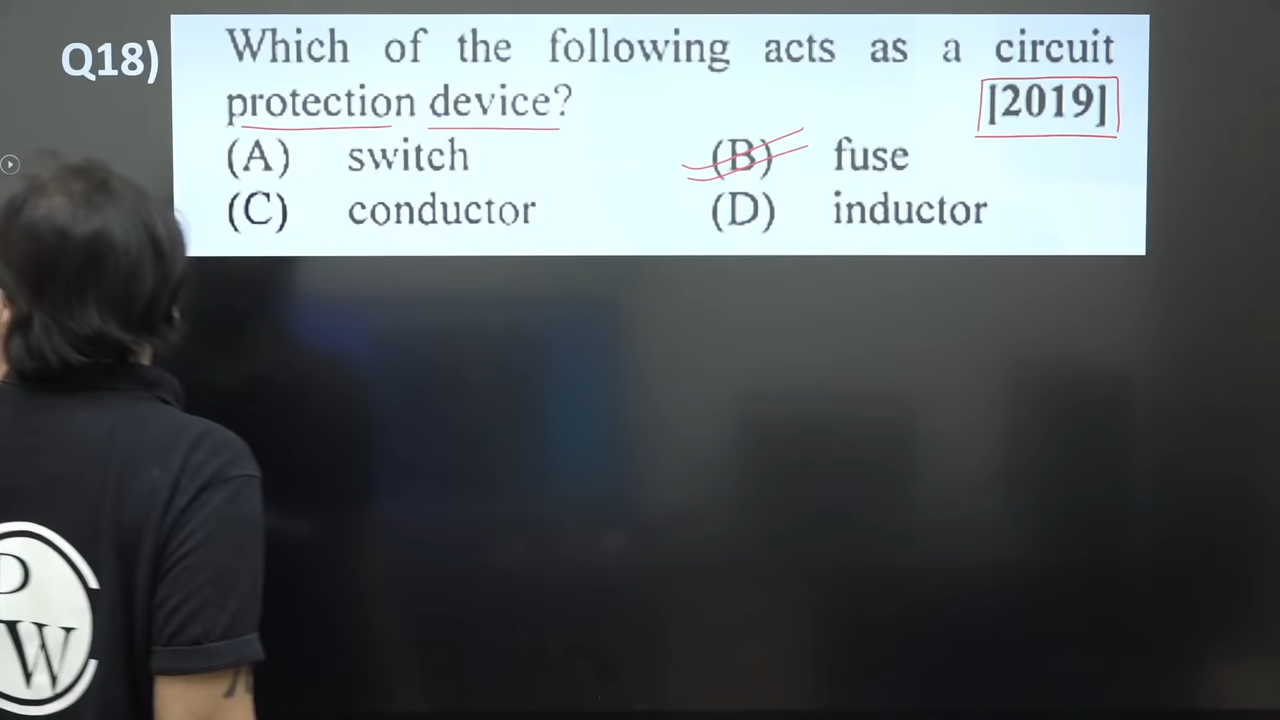 Q18) Which of the following acts as a circuit
protection device? [2019]
(A) switch (B) fuse
(C) conductor (D) inductor
P
W